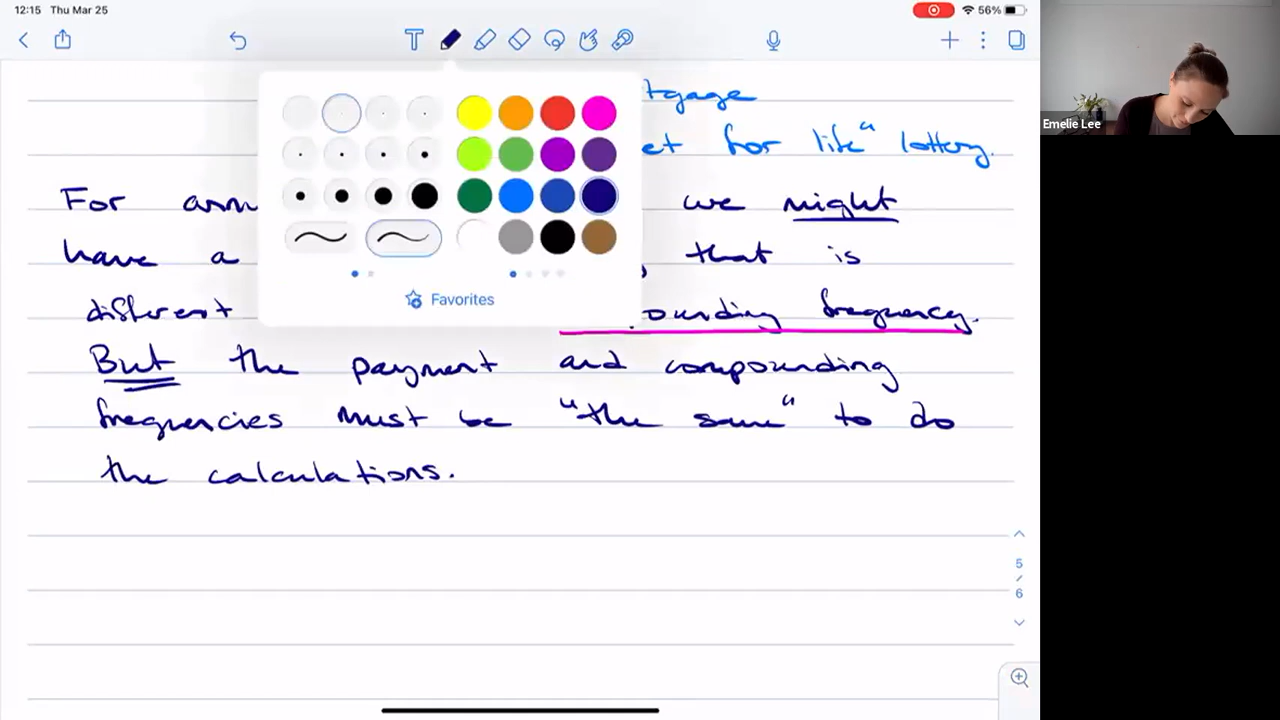 12:15 Thu Mar 25
56%
T
Emelie Lee
tgage
et for life" lottery.
For ann we might
have a that is
different ounding frequency.
Favorites
But the payment and compounding
frequencies must be "the same" to do
the calculations.
5
/
6